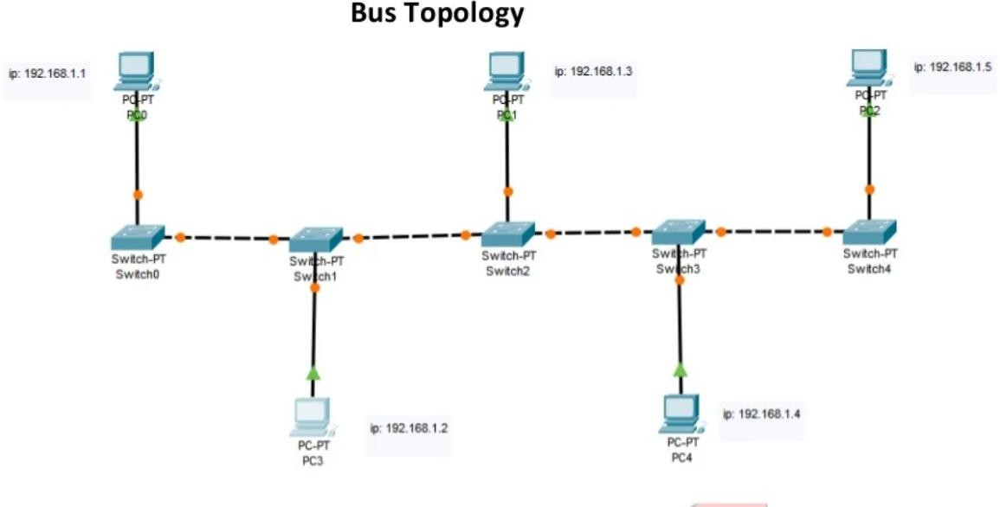 Bus Topology
ip: 192.168.1.1
PC-PT
PC0
PC-PT
PC1
ip: 192.168.1.3
PC-PT
PC2
ip: 192.168.1.5
Switch-PT
Switch0
Switch-PT
Switch1
Switch-PT
Switch2
Switch-PT
Switch3
Switch-PT
Switch4
PC-PT
PC3
ip: 192.168.1.2
PC-PT
PC4
ip: 192.168.1.4